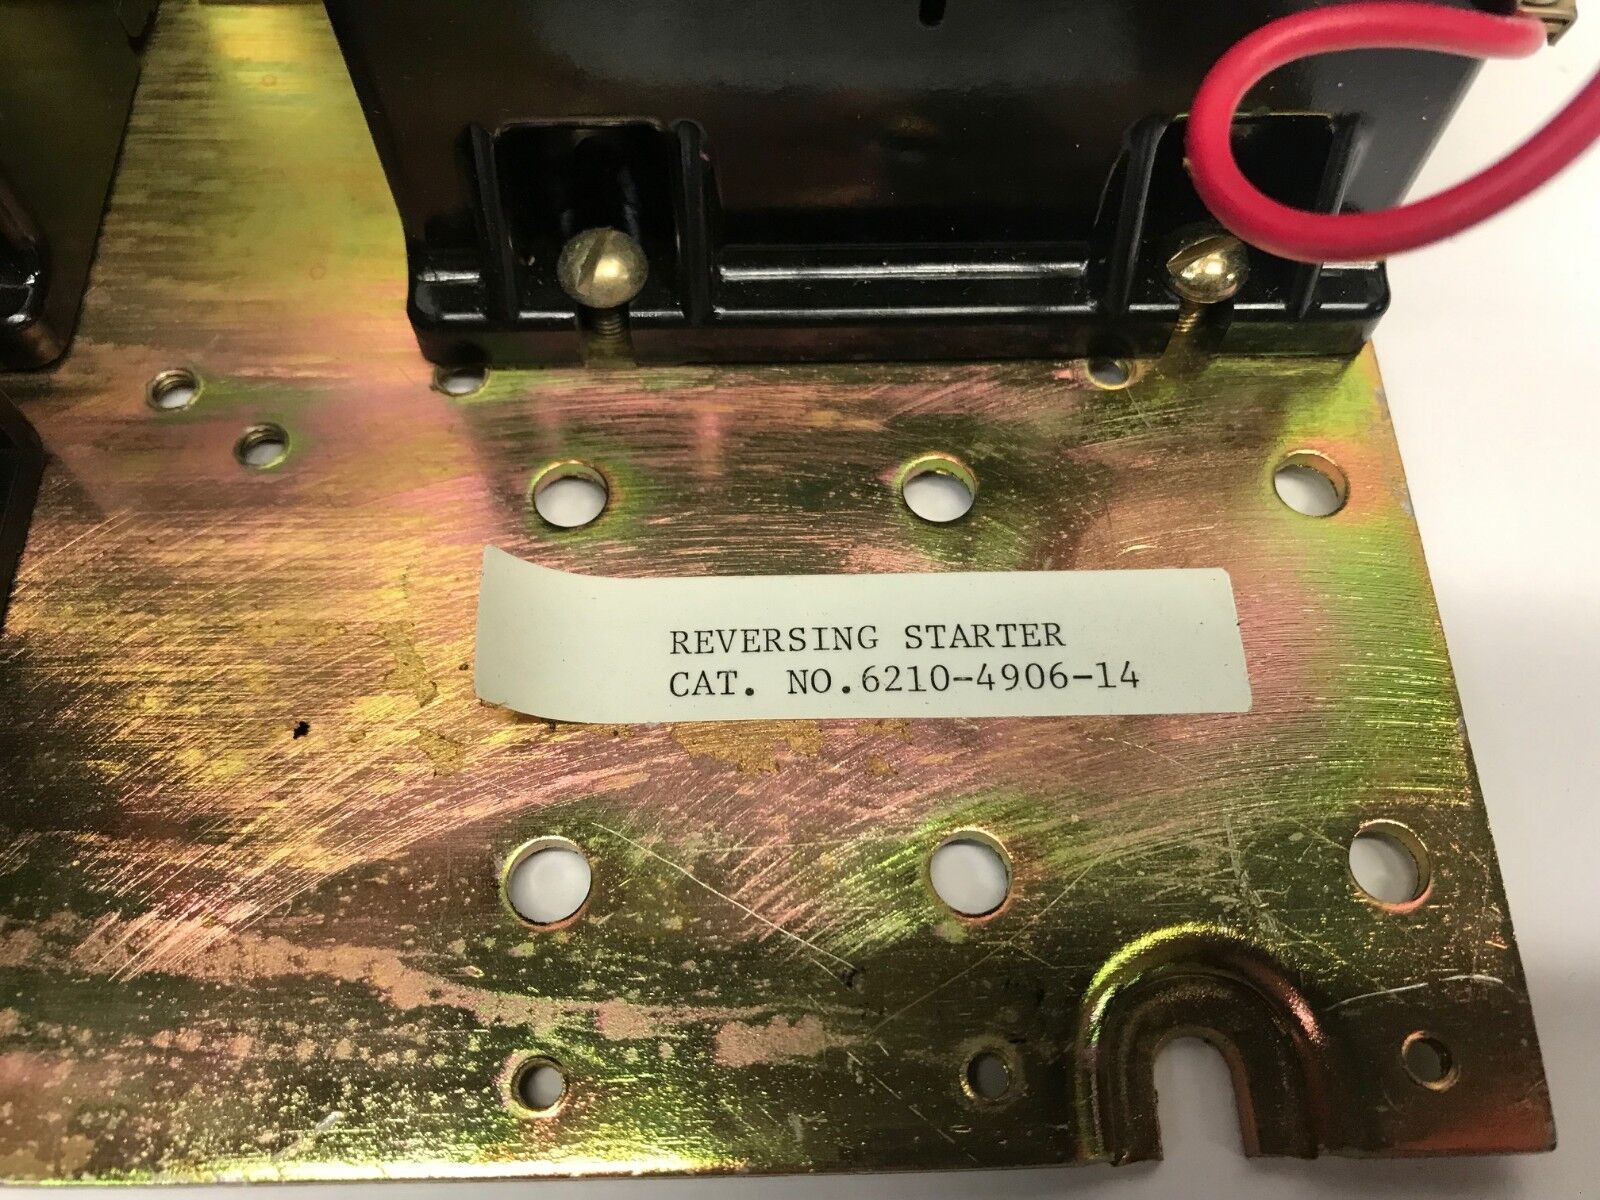 REVERSING STARTER
CAT. NO.6210-4906-14